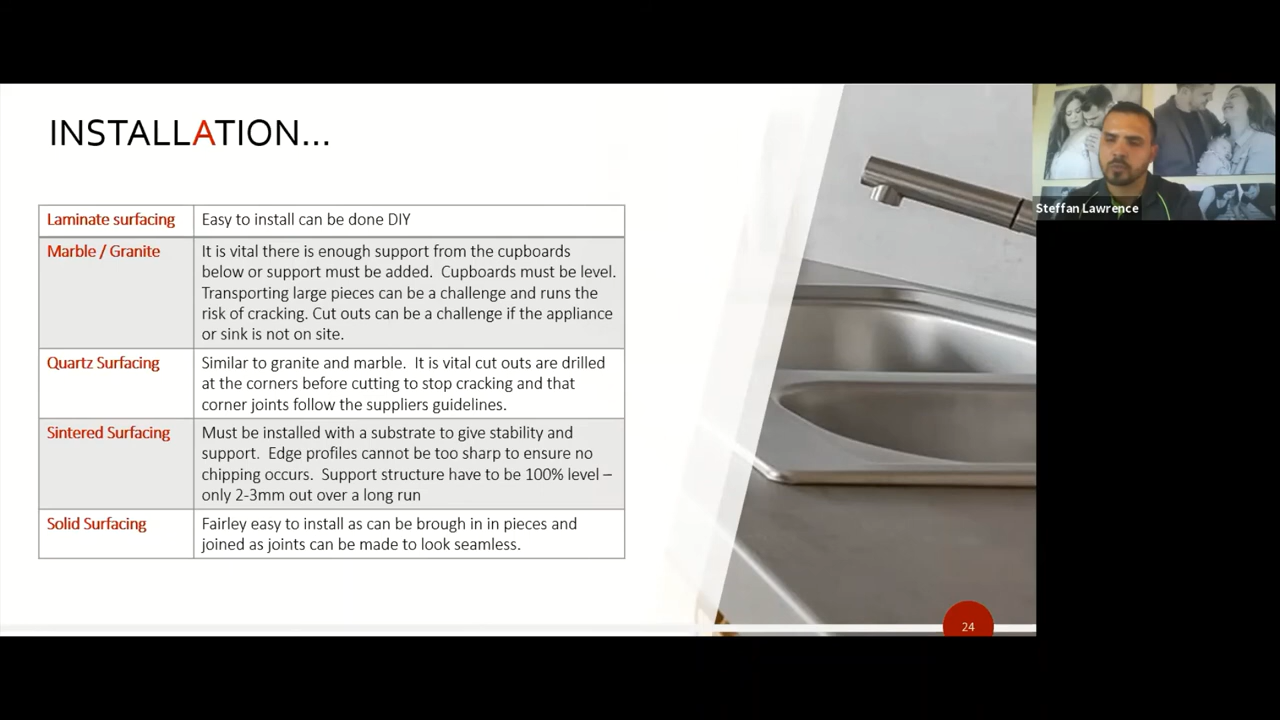 INSTALLATION...
Laminate surfacing
Easy to install can be done DIY
Marble / Granite
It is vital there is enough support from the cupboards
below or support must be added.  Cupboards must be level.
Transporting large pieces can be a challenge and runs the
risk of cracking. Cut outs can be a challenge if the appliance
or sink is not on site.
Quartz Surfacing
Similar to granite and marble.  It is vital cut outs are drilled
at the corners before cutting to stop cracking and that
corner joints follow the suppliers guidelines.
Sintered Surfacing
Must be installed with a substrate to give stability and
support.  Edge profiles cannot be too sharp to ensure no
chipping occurs.  Support structure have to be 100% level –
only 2-3mm out over a long run
Solid Surfacing
Fairley easy to install as can be brough in in pieces and
joined as joints can be made to look seamless.
24
Steffan Lawrence